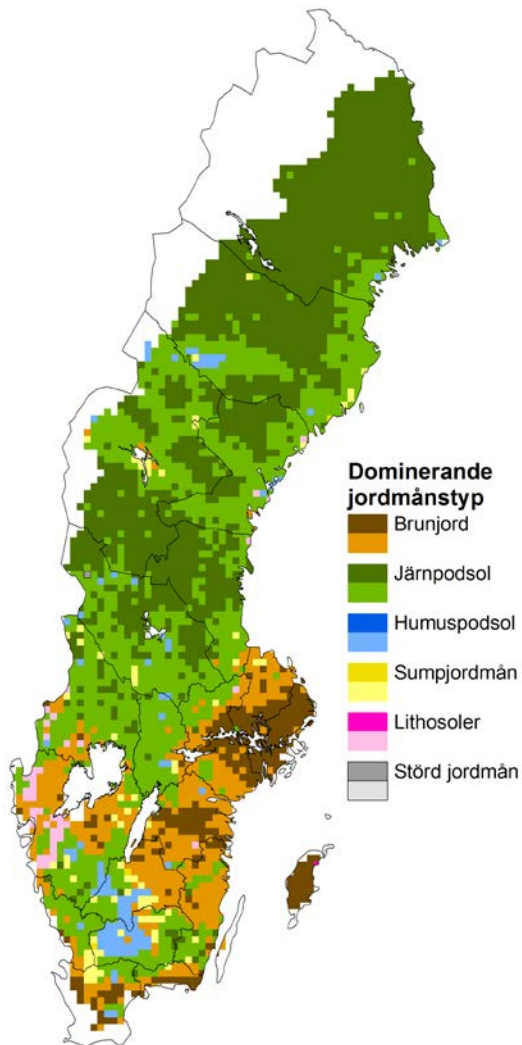 Dominerande
jordmånstyp
Brunjord
Järnpodsol
Humuspodsol
Sumpjordmån
Lithosoler
Störd jordmån